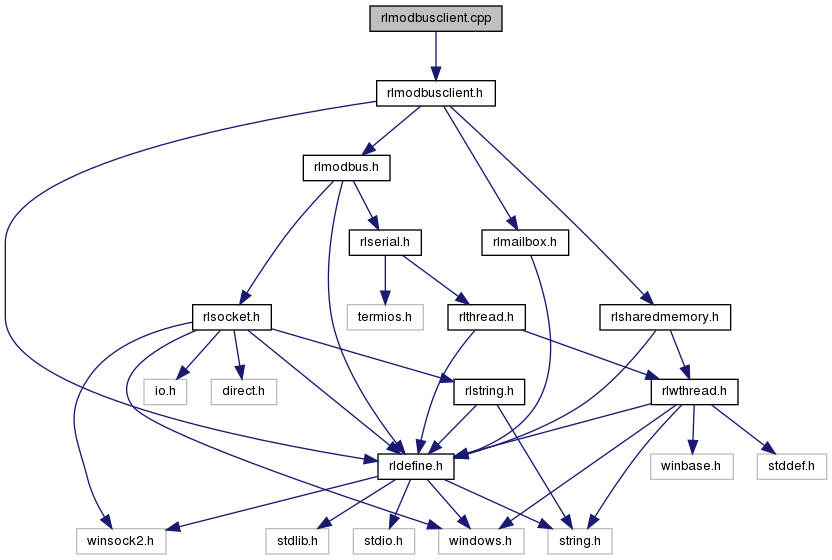 rlmodbusclient.cpp
rlmodbusclient.h
rlmodbus.h
rlserial.h
rlmailbox.h
rlsocket.h
termios.h
rlthread.h
rlsharedmemory.h
io.h
direct.h
rlstring.h
rlwthread.h
rldefine.h
winbase.h
stddef.h
winsock2.h
stdlib.h
stdio.h
windows.h
string.h